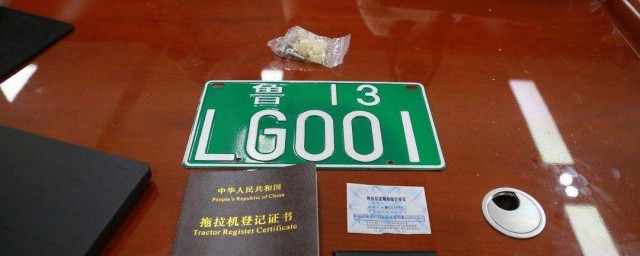 鲁 13
LG001
中华人民共和国
People's Republic of China
拖拉机登记证书
Tractor Register Certificate